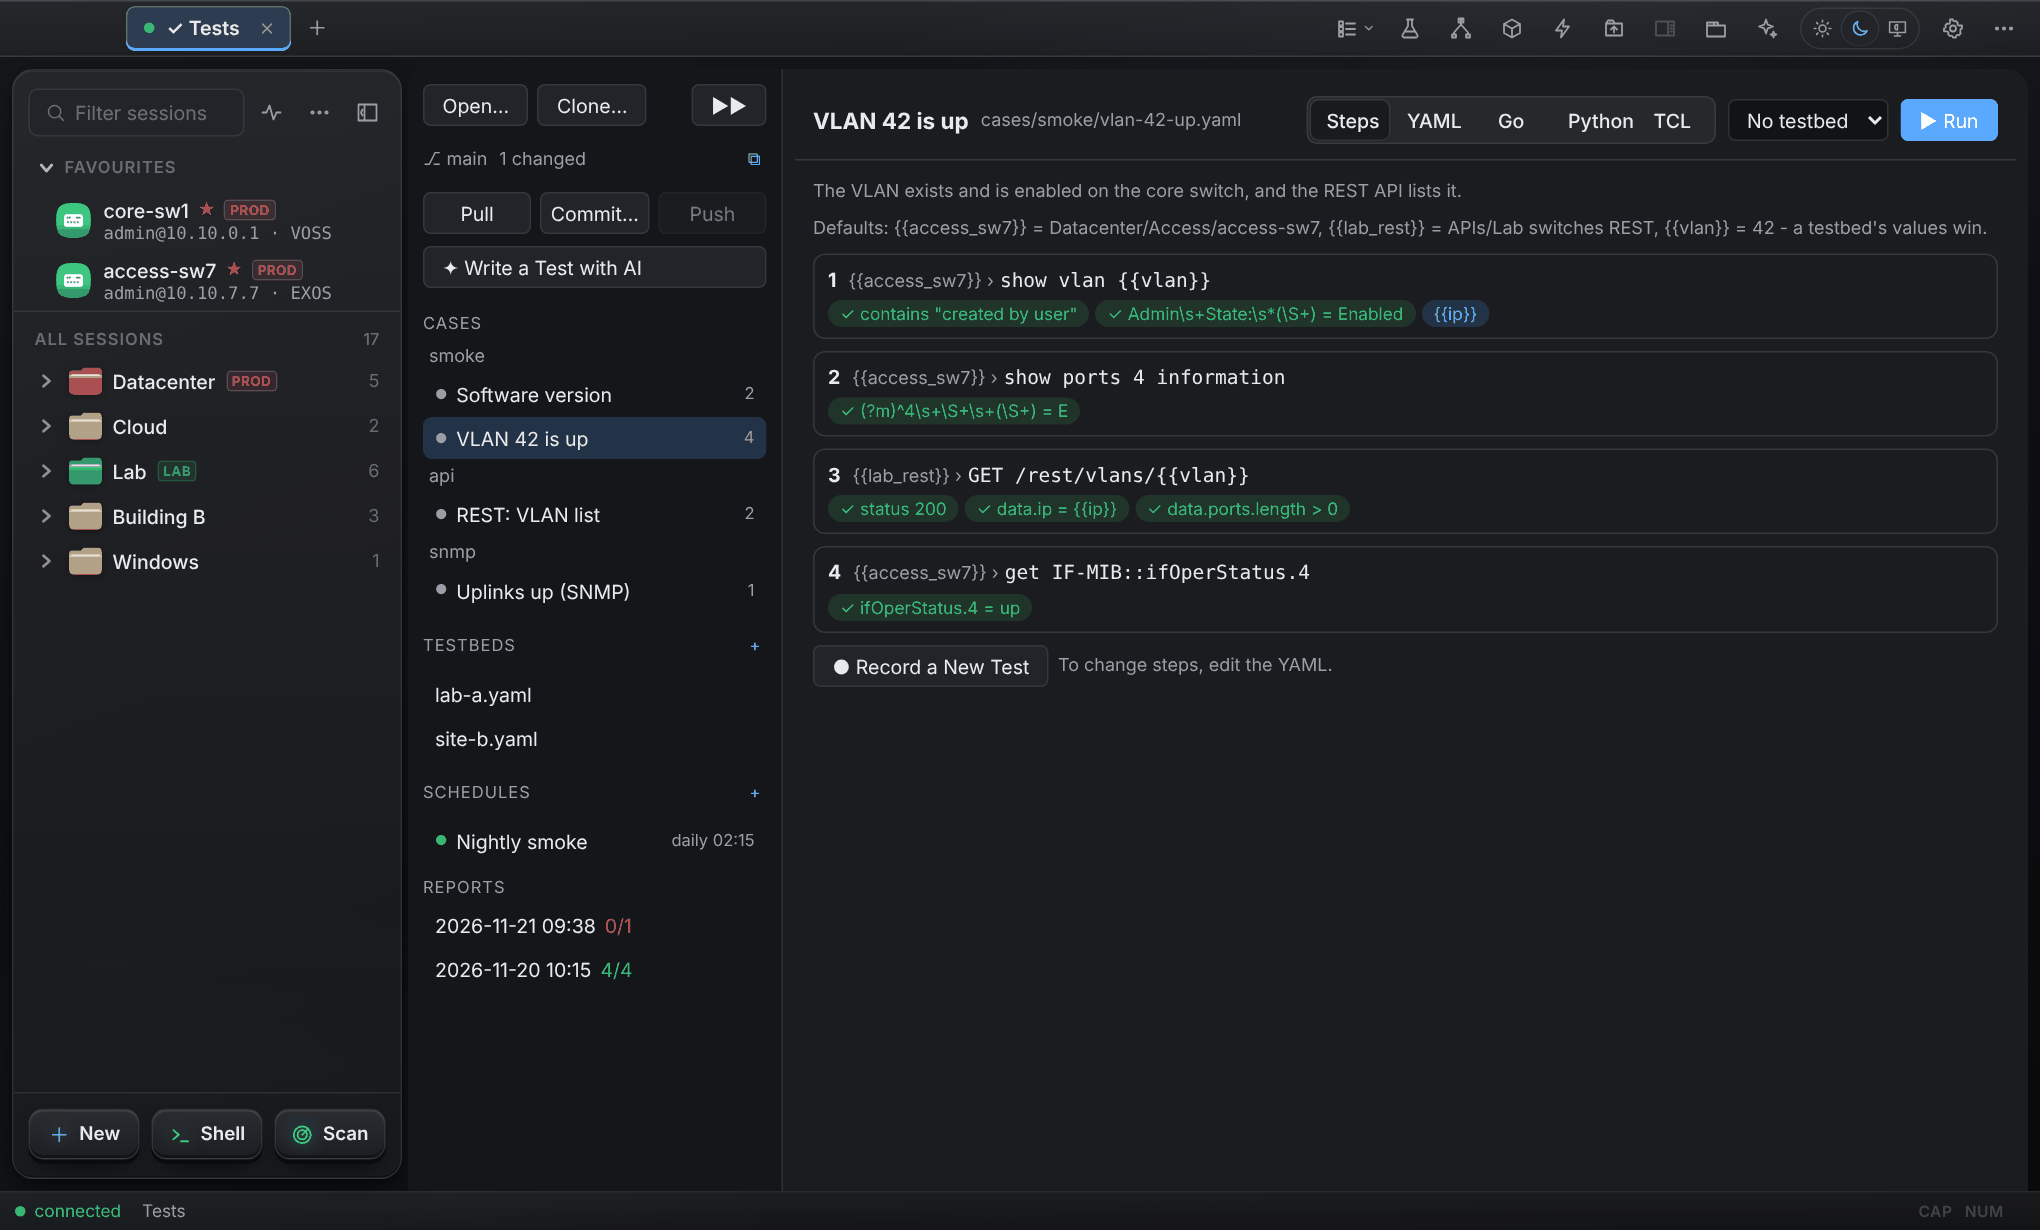 ✓ Tests ×
Filter sessions
FAVOURITES
core-sw1 ★ PROD
admin@10.10.0.1 · VOSS
access-sw7 ★ PROD
admin@10.10.7.7 · EXOS
ALL SESSIONS 17
Datacenter PROD 5
Cloud 2
Lab LAB 6
Building B 3
Windows 1
+ New
>_ Shell
Scan
Open...
Clone...
main 1 changed
Pull
Commit...
Push
✦ Write a Test with AI
CASES
smoke
Software version 2
VLAN 42 is up 4
api
REST: VLAN list 2
snmp
Uplinks up (SNMP) 1
TESTBEDS +
lab-a.yaml
site-b.yaml
SCHEDULES +
Nightly smoke daily 02:15
REPORTS
2026-11-21 09:38 0/1
2026-11-20 10:15 4/4
VLAN 42 is up cases/smoke/vlan-42-up.yaml
Steps YAML Go Python TCL
No testbed
▶ Run
The VLAN exists and is enabled on the core switch, and the REST API lists it.
Defaults: {{access_sw7}} = Datacenter/Access/access-sw7, {{lab_rest}} = APIs/Lab switches REST, {{vlan}} = 42 - a testbed's values win.
1 {{access_sw7}} › show vlan {{vlan}}
✓ contains "created by user" ✓ Admin\s+State:\s*(\S+) = Enabled {{ip}}
2 {{access_sw7}} › show ports 4 information
✓ (?m)^4\s+\S+\s+(\S+) = E
3 {{lab_rest}} › GET /rest/vlans/{{vlan}}
✓ status 200 ✓ data.ip = {{ip}} ✓ data.ports.length > 0
4 {{access_sw7}} › get IF-MIB::ifOperStatus.4
✓ ifOperStatus.4 = up
● Record a New Test To change steps, edit the YAML.
connected Tests
CAP NUM